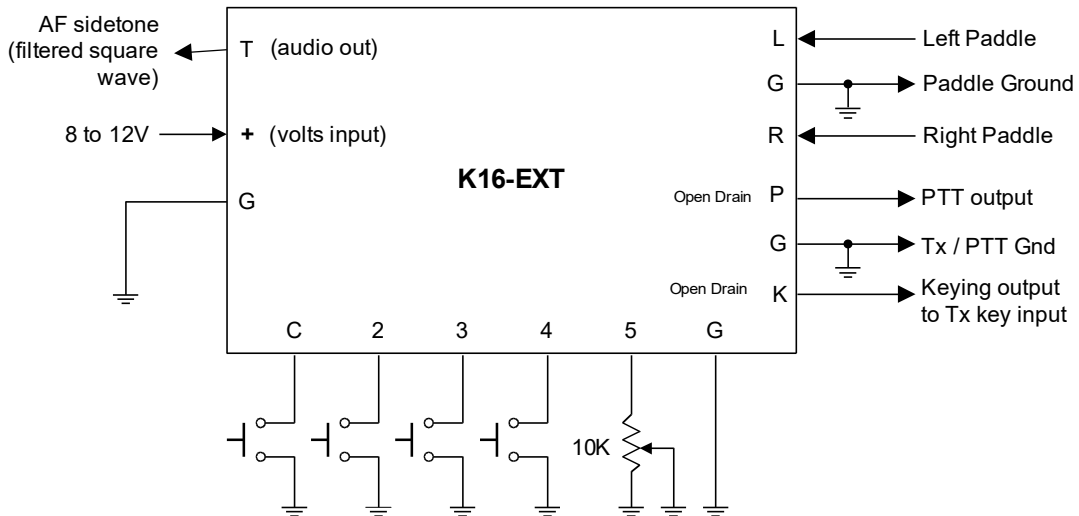 AF sidetone
(filtered square
wave)
T (audio out)
8 to 12V
+ (volts input)
G
K16-EXT
L
Left Paddle
G
Paddle Ground
R
Right Paddle
Open Drain P
PTT output
G
Tx / PTT Gnd
Open Drain K
Keying output
to Tx key input
C 2 3 4 5 G
10K